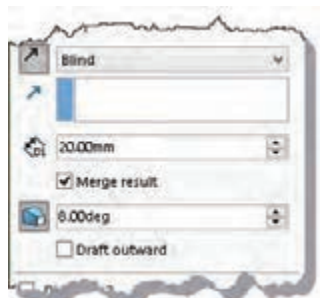 Blind
20.00mm
Merge result
8.00deg
Draft outward